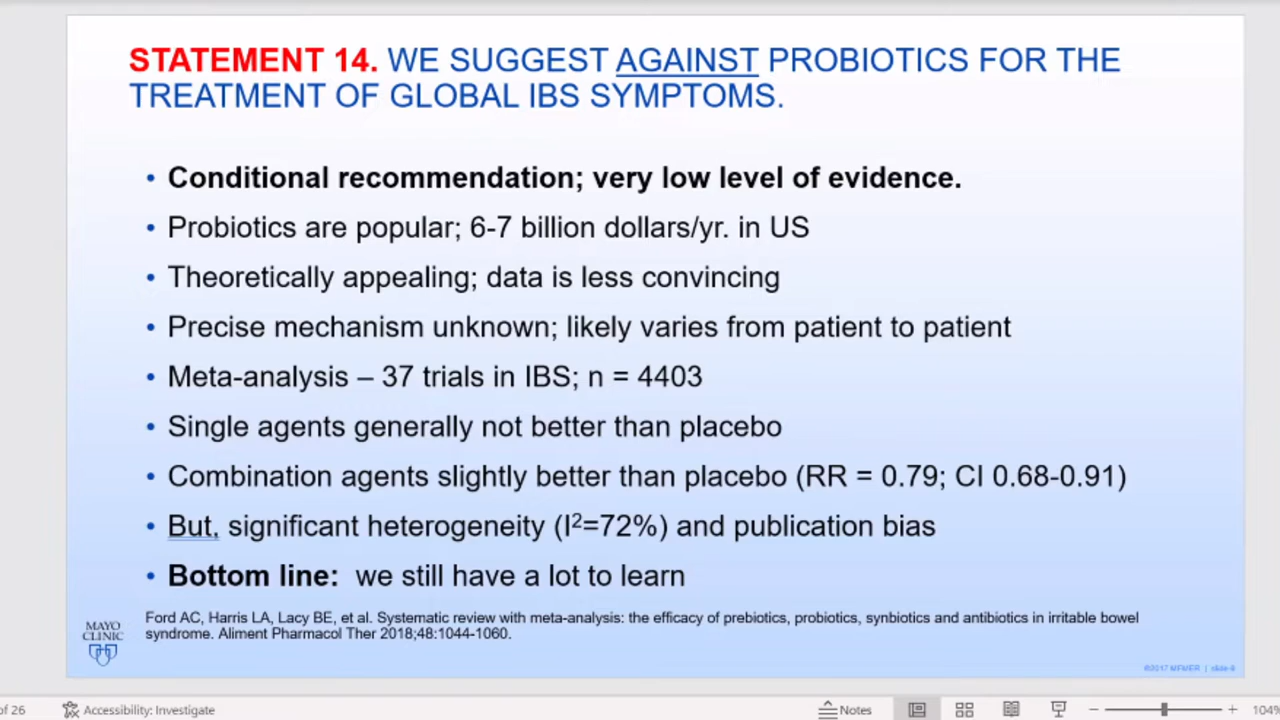 STATEMENT 14. WE SUGGEST AGAINST PROBIOTICS FOR THE
TREATMENT OF GLOBAL IBS SYMPTOMS.
• Conditional recommendation; very low level of evidence.
• Probiotics are popular; 6-7 billion dollars/yr. in US
• Theoretically appealing; data is less convincing
• Precise mechanism unknown; likely varies from patient to patient
• Meta-analysis – 37 trials in IBS; n = 4403
• Single agents generally not better than placebo
• Combination agents slightly better than placebo (RR = 0.79; CI 0.68-0.91)
• But, significant heterogeneity (I²=72%) and publication bias
• Bottom line: we still have a lot to learn
Ford AC, Harris LA, Lacy BE, et al. Systematic review with meta-analysis: the efficacy of prebiotics, probiotics, synbiotics and antibiotics in irritable bowel
syndrome. Aliment Pharmacol Ther 2018;48:1044-1060.
MAYO
CLINIC
©2017 MFMER | slide-8
of 26
Accessibility: Investigate
Notes
104%